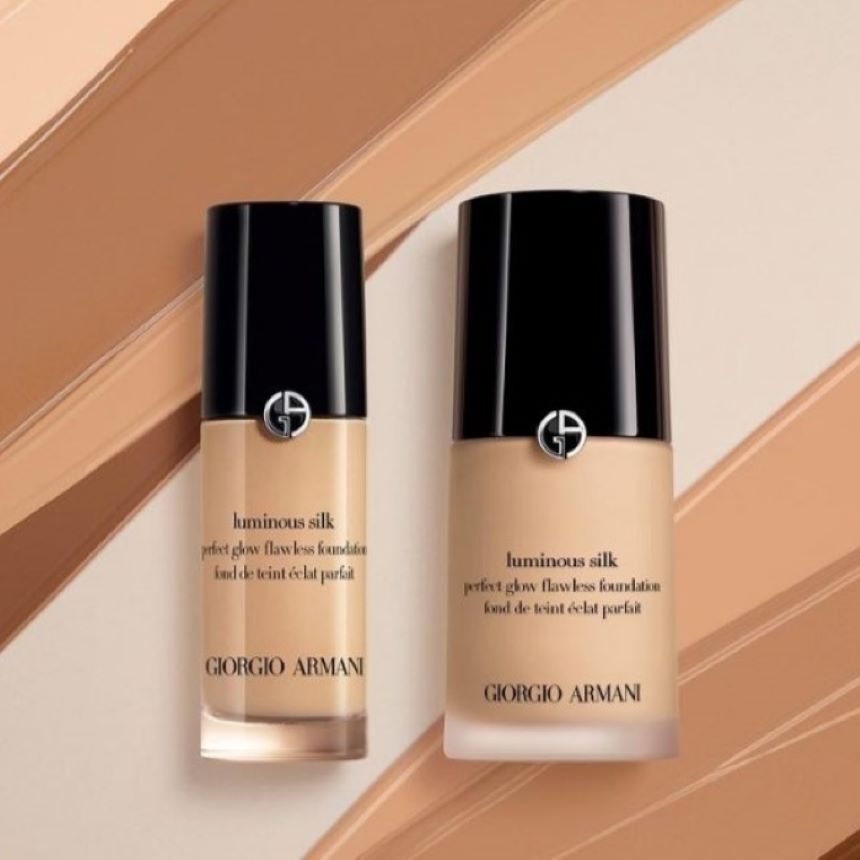 luminous silk
perfect glow flawless foundation
fond de teint éclat parfait
GIORGIO ARMANI
luminous silk
perfect glow flawless foundation
fond de teint éclat parfait
GIORGIO ARMANI